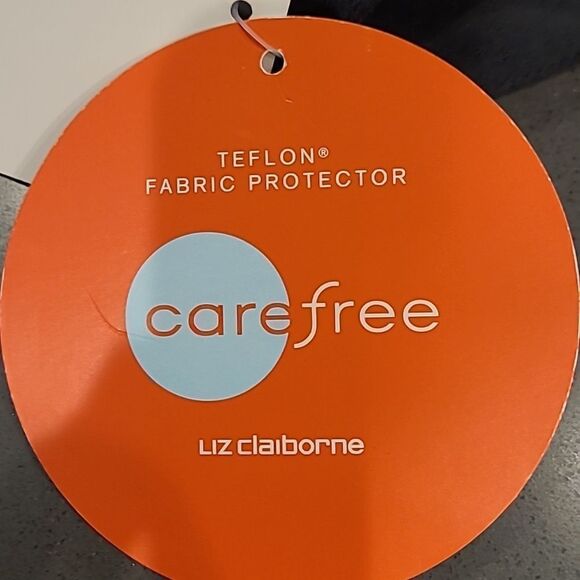 TEFLON®
FABRIC PROTECTOR
carefree
LIZ claiborne